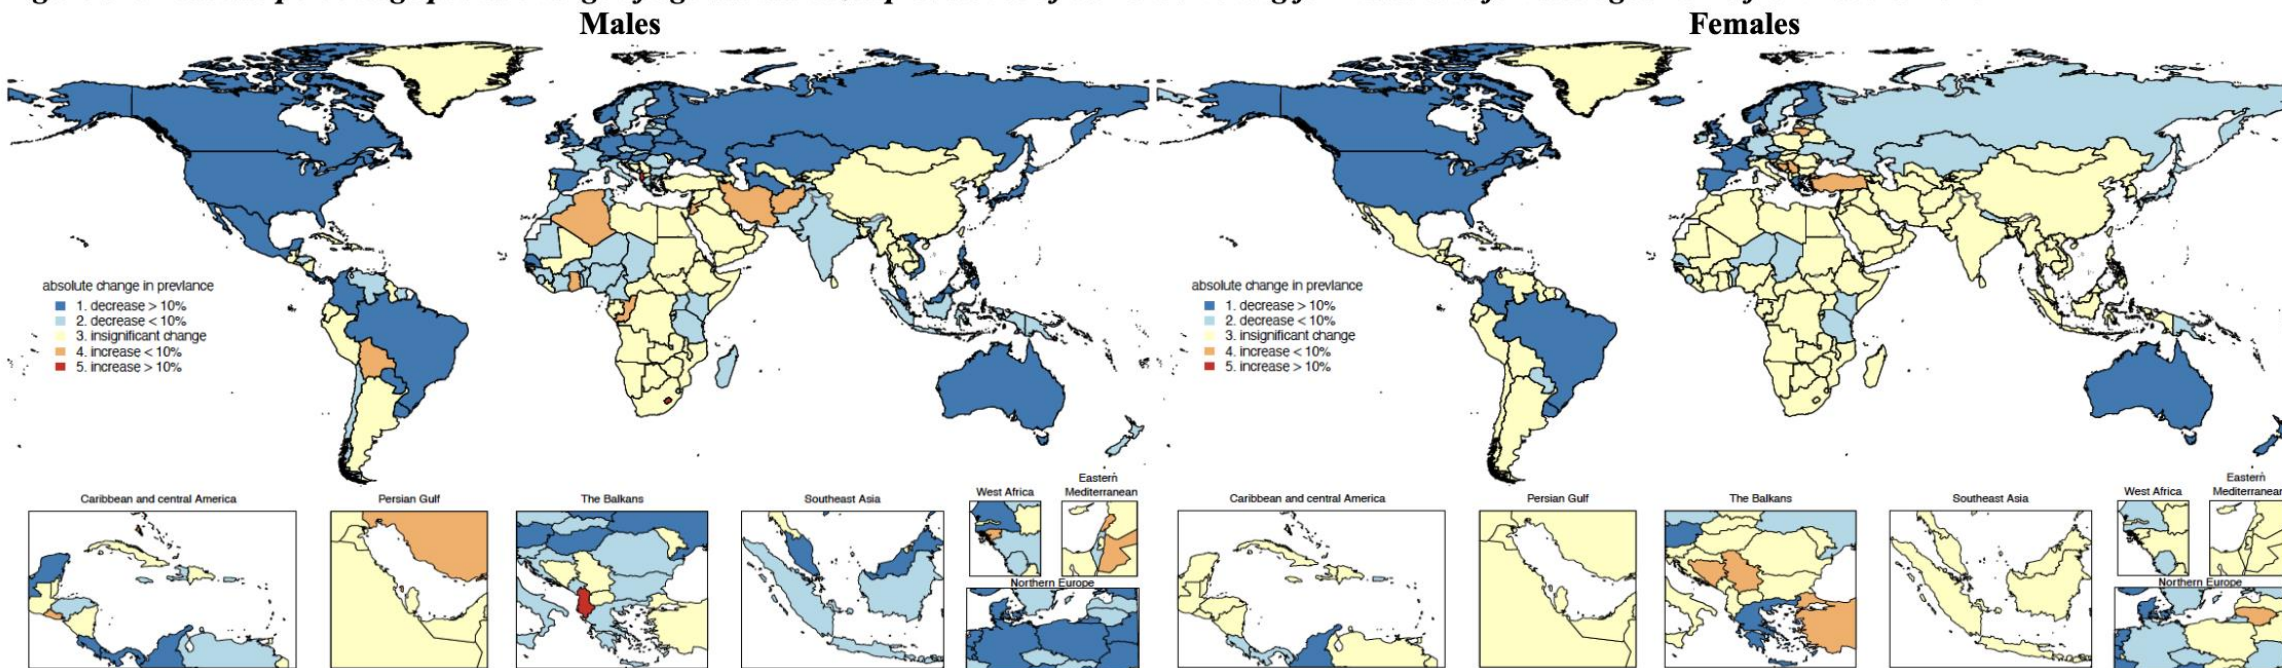 Males
Females
absolute change in prevlance
1. decrease > 10%
2. decrease < 10%
3. insignificant change
4. increase < 10%
5. increase > 10%
absolute change in prevlance
1. decrease > 10%
2. decrease < 10%
3. insignificant change
4. increase < 10%
5. increase > 10%
Caribbean and central America
Persian Gulf
The Balkans
Southeast Asia
West Africa
Eastern
Mediterranean
Northern Europe
Caribbean and central America
Persian Gulf
The Balkans
Southeast Asia
West Africa
Eastern
Mediterranean
Northern Europe